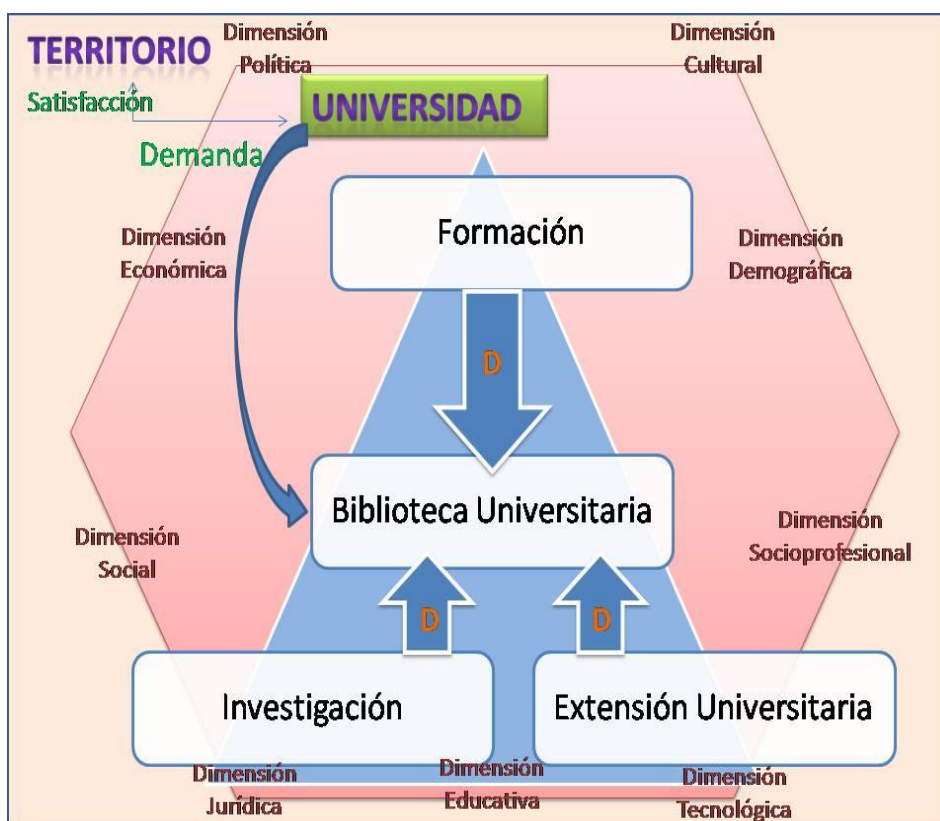 Dimensión
Política
Dimensión
Cultural
TERRITORIO
Satisfacción
UNIVERSIDAD
Demanda
Formación
Dimensión
Económica
Dimensión
Demográfica
D
Biblioteca Universitaria
Dimensión
Social
Dimensión
Socioprofesional
D
D
Investigación
Extensión Universitaria
Dimensión
Jurídica
Dimensión
Educativa
Dimensión
Tecnológica